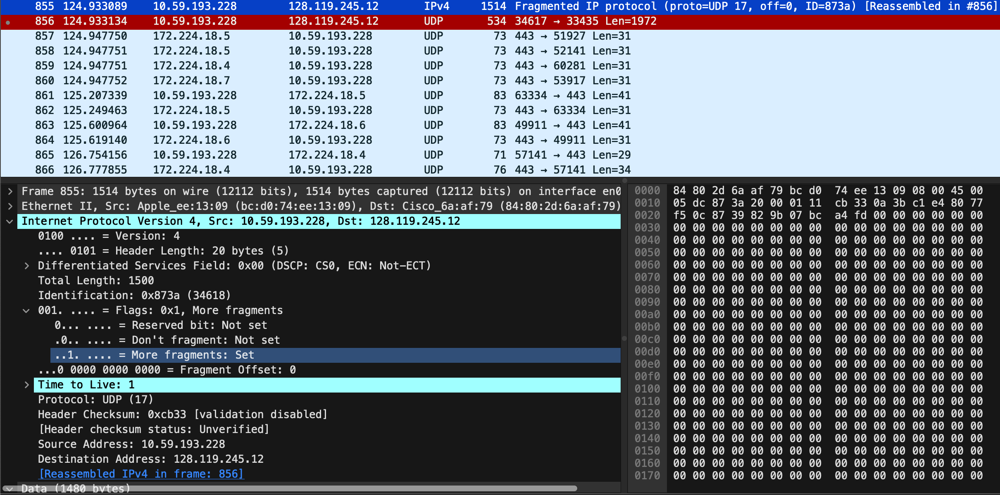 855 124.933089 10.59.193.228 128.119.245.12 IPv4 1514 Fragmented IP protocol (proto=UDP 17, off=0, ID=873a) [Reassembled in #856]
856 124.933134 10.59.193.228 128.119.245.12 UDP 534 34617 → 33435 Len=1972
857 124.947750 172.224.18.5 10.59.193.228 UDP 73 443 → 51927 Len=31
858 124.947751 172.224.18.5 10.59.193.228 UDP 73 443 → 52141 Len=31
859 124.947751 172.224.18.4 10.59.193.228 UDP 73 443 → 60281 Len=31
860 124.947752 172.224.18.7 10.59.193.228 UDP 73 443 → 53917 Len=31
861 125.207339 10.59.193.228 172.224.18.5 UDP 83 63334 → 443 Len=41
862 125.249463 172.224.18.5 10.59.193.228 UDP 73 443 → 63334 Len=31
863 125.600964 10.59.193.228 172.224.18.6 UDP 83 49911 → 443 Len=41
864 125.619140 172.224.18.6 10.59.193.228 UDP 73 443 → 49911 Len=31
865 126.754156 10.59.193.228 172.224.18.4 UDP 71 57141 → 443 Len=29
866 126.777855 172.224.18.4 10.59.193.228 UDP 76 443 → 57141 Len=34
Frame 855: 1514 bytes on wire (12112 bits), 1514 bytes captured (12112 bits) on interface en0
Ethernet II, Src: Apple_ee:13:09 (bc:d0:74:ee:13:09), Dst: Cisco_6a:af:79 (84:80:2d:6a:af:79)
Internet Protocol Version 4, Src: 10.59.193.228, Dst: 128.119.245.12
0100 .... = Version: 4
.... 0101 = Header Length: 20 bytes (5)
Differentiated Services Field: 0x00 (DSCP: CS0, ECN: Not-ECT)
Total Length: 1500
Identification: 0x873a (34618)
001. .... = Flags: 0x1, More fragments
0... .... = Reserved bit: Not set
.0.. .... = Don't fragment: Not set
..1. .... = More fragments: Set
...0 0000 0000 0000 = Fragment Offset: 0
Time to Live: 1
Protocol: UDP (17)
Header Checksum: 0xcb33 [validation disabled]
[Header checksum status: Unverified]
Source Address: 10.59.193.228
Destination Address: 128.119.245.12
[Reassembled IPv4 in frame: 856]
Data (1480 bytes)
0000 84 80 2d 6a af 79 bc d0 74 ee 13 09 08 00 45 00
0010 05 dc 87 3a 20 00 01 11 cb 33 0a 3b c1 e4 80 77
0020 f5 0c 87 39 82 9b 07 bc a4 fd 00 00 00 00 00 00
0030 00 00 00 00 00 00 00 00 00 00 00 00 00 00 00 00
0040 00 00 00 00 00 00 00 00 00 00 00 00 00 00 00 00
0050 00 00 00 00 00 00 00 00 00 00 00 00 00 00 00 00
0060 00 00 00 00 00 00 00 00 00 00 00 00 00 00 00 00
0070 00 00 00 00 00 00 00 00 00 00 00 00 00 00 00 00
0080 00 00 00 00 00 00 00 00 00 00 00 00 00 00 00 00
0090 00 00 00 00 00 00 00 00 00 00 00 00 00 00 00 00
00a0 00 00 00 00 00 00 00 00 00 00 00 00 00 00 00 00
00b0 00 00 00 00 00 00 00 00 00 00 00 00 00 00 00 00
00c0 00 00 00 00 00 00 00 00 00 00 00 00 00 00 00 00
00d0 00 00 00 00 00 00 00 00 00 00 00 00 00 00 00 00
00e0 00 00 00 00 00 00 00 00 00 00 00 00 00 00 00 00
00f0 00 00 00 00 00 00 00 00 00 00 00 00 00 00 00 00
0100 00 00 00 00 00 00 00 00 00 00 00 00 00 00 00 00
0110 00 00 00 00 00 00 00 00 00 00 00 00 00 00 00 00
0120 00 00 00 00 00 00 00 00 00 00 00 00 00 00 00 00
0130 00 00 00 00 00 00 00 00 00 00 00 00 00 00 00 00
0140 00 00 00 00 00 00 00 00 00 00 00 00 00 00 00 00
0150 00 00 00 00 00 00 00 00 00 00 00 00 00 00 00 00
0160 00 00 00 00 00 00 00 00 00 00 00 00 00 00 00 00
0170 00 00 00 00 00 00 00 00 00 00 00 00 00 00 00 00